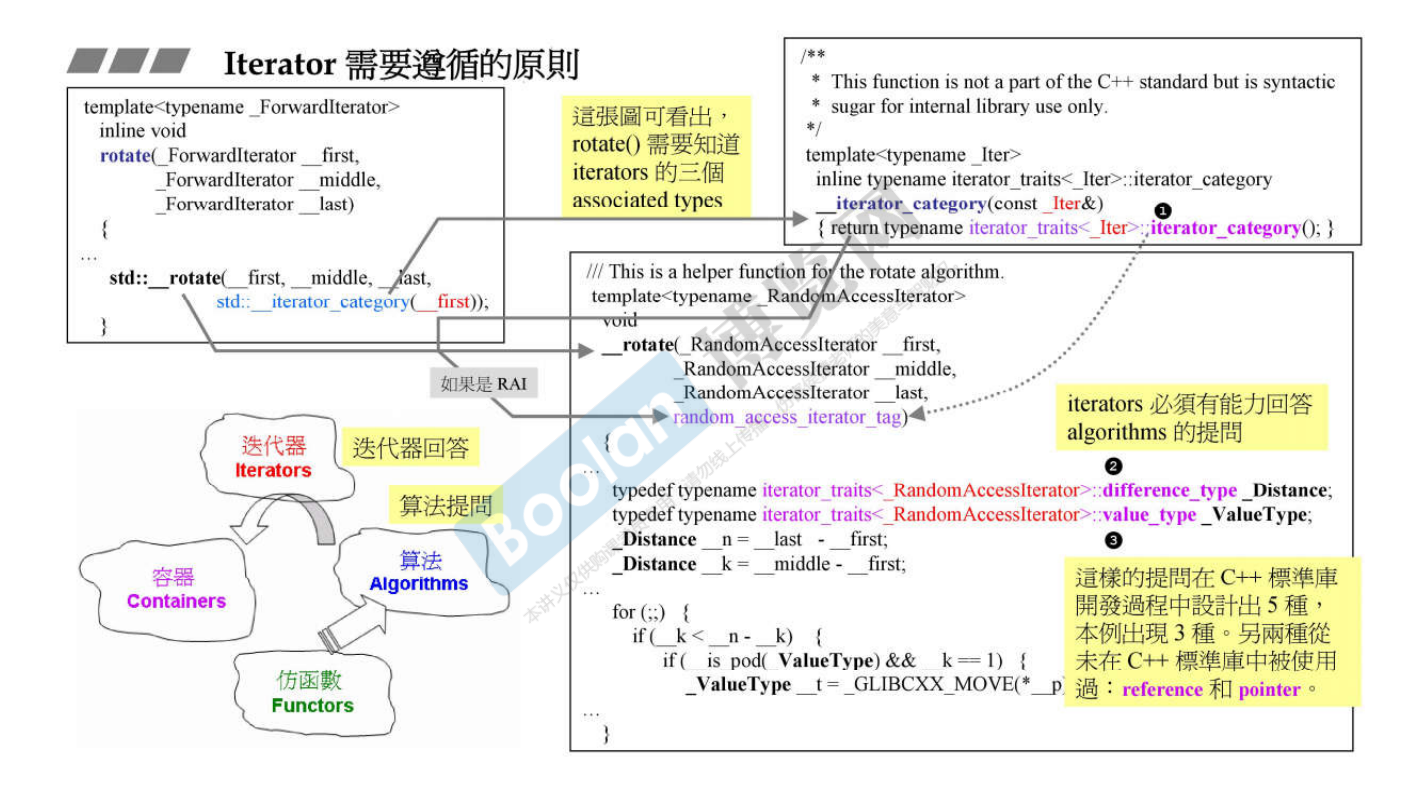 Iterator 需要遵循的原則
template<typename _ForwardIterator>
inline void
rotate(_ForwardIterator __first,
_ForwardIterator __middle,
_ForwardIterator __last)
{
…
std::__rotate(__first, __middle, __last,
std::__iterator_category(__first));
}
這張圖可看出，
rotate() 需要知道
iterators 的三個
associated types
/**
* This function is not a part of the C++ standard but is syntactic
* sugar for internal library use only.
*/
template<typename _Iter>
inline typename iterator_traits<_Iter>::iterator_category
__iterator_category(const _Iter&)
❶
{ return typename iterator_traits<_Iter>::iterator_category(); }
/// This is a helper function for the rotate algorithm.
template<typename _RandomAccessIterator>
void
__rotate(_RandomAccessIterator __first,
_RandomAccessIterator __middle,
_RandomAccessIterator __last,
random_access_iterator_tag)
{
…
typedef typename iterator_traits<_RandomAccessIterator>::difference_type _Distance;
typedef typename iterator_traits<_RandomAccessIterator>::value_type _ValueType;
_Distance __n = __last - __first;
_Distance __k = __middle - __first;
…
for (;;) {
if (__k < __n - __k) {
if (__is_pod(_ValueType) && __k == 1) {
_ValueType __t = _GLIBCXX_MOVE(*__p)
…
}
如果是 RAI
iterators 必須有能力回答
algorithms 的提問
❷
❸
這樣的提問在 C++ 標準庫
開發過程中設計出 5 種，
本例出現 3 種。另兩種從
未在 C++ 標準庫中被使用
過：reference 和 pointer。
迭代器
Iterators
迭代器回答
算法提問
容器
Containers
算法
Algorithms
仿函數
Functors
Boolan 博览网